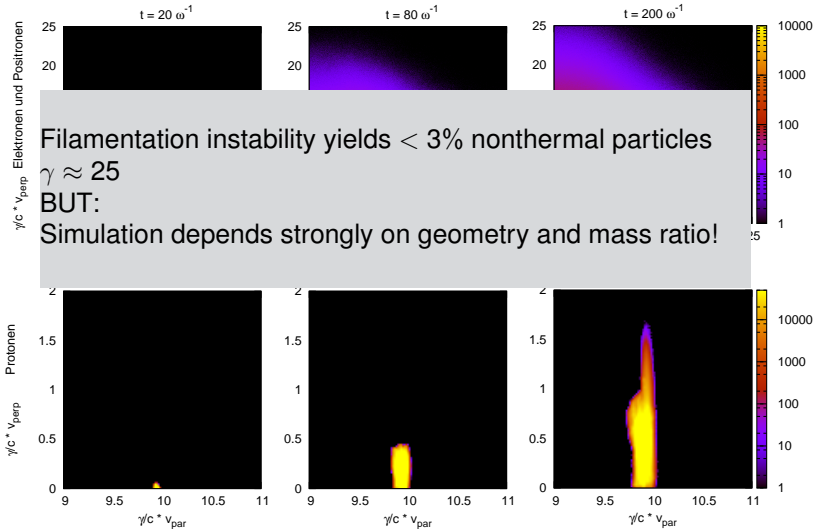 t = 20 ω⁻¹
t = 80 ω⁻¹
t = 200 ω⁻¹
25
20
25
20
25
20
10000
1000
100
10
1
γ/c * v_perp Elektronen und Positronen
Filamentation instability yields < 3% nonthermal particles
γ ≈ 25
BUT:
Simulation depends strongly on geometry and mass ratio!
25
2
1.5
1
0.5
0
2
1.5
1
0.5
0
2
1.5
1
0.5
0
10000
1000
100
10
1
γ/c * v_perp Protonen
9 9.5 10 10.5 11
9 9.5 10 10.5 11
9 9.5 10 10.5 11
γ/c * v_par
γ/c * v_par
γ/c * v_par